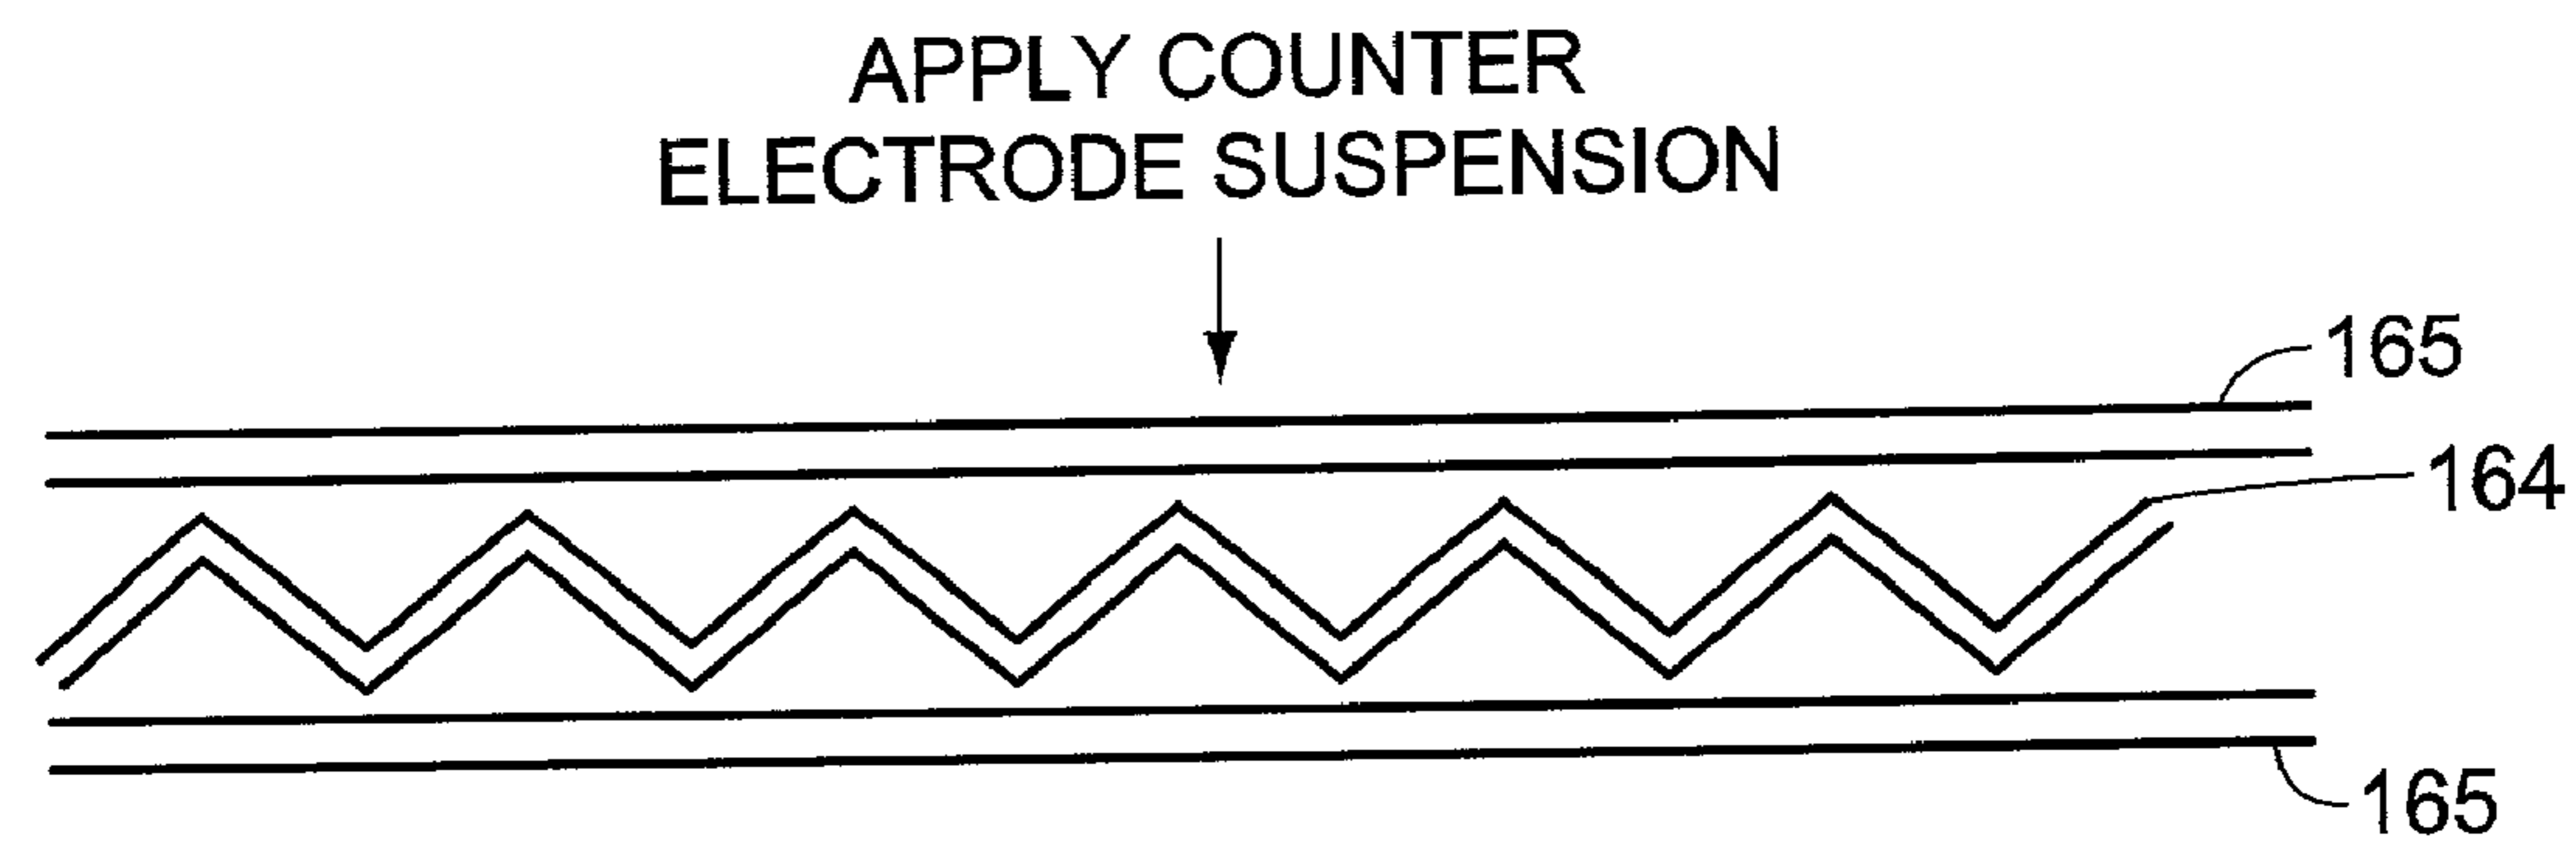 APPLY COUNTER
ELECTRODE SUSPENSION
165
164
165